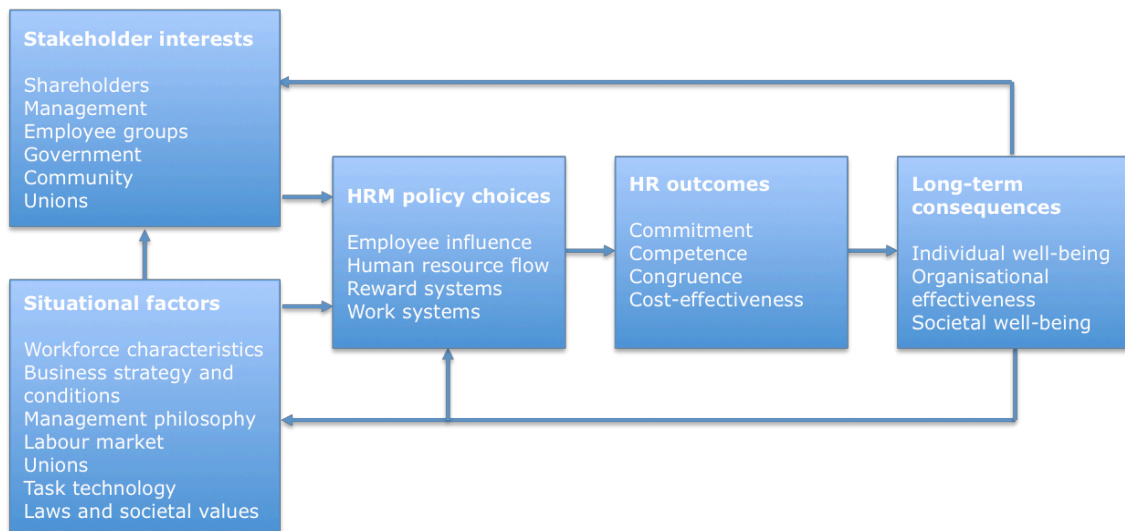 Stakeholder interests
Shareholders
Management
Employee groups
Government
Community
Unions
Situational factors
Workforce characteristics
Business strategy and
conditions
Management philosophy
Labour market
Unions
Task technology
Laws and societal values
HRM policy choices
Employee influence
Human resource flow
Reward systems
Work systems
HR outcomes
Commitment
Competence
Congruence
Cost-effectiveness
Long-term
consequences
Individual well-being
Organisational
effectiveness
Societal well-being